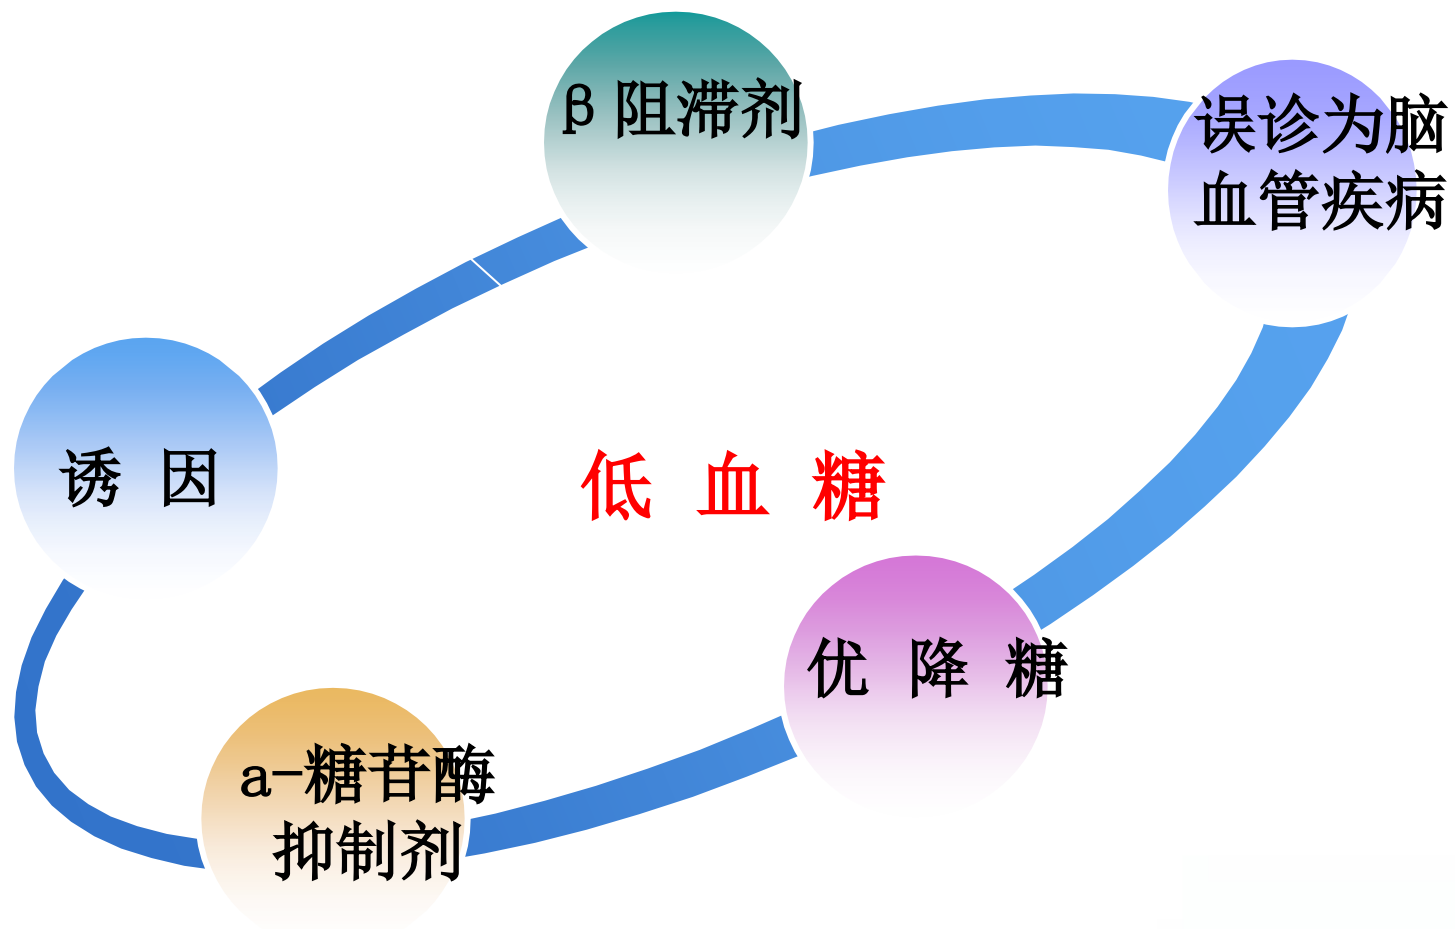 β阻滞剂
误诊为脑
血管疾病
诱 因
低 血 糖
优 降 糖
a-糖苷酶
抑制剂